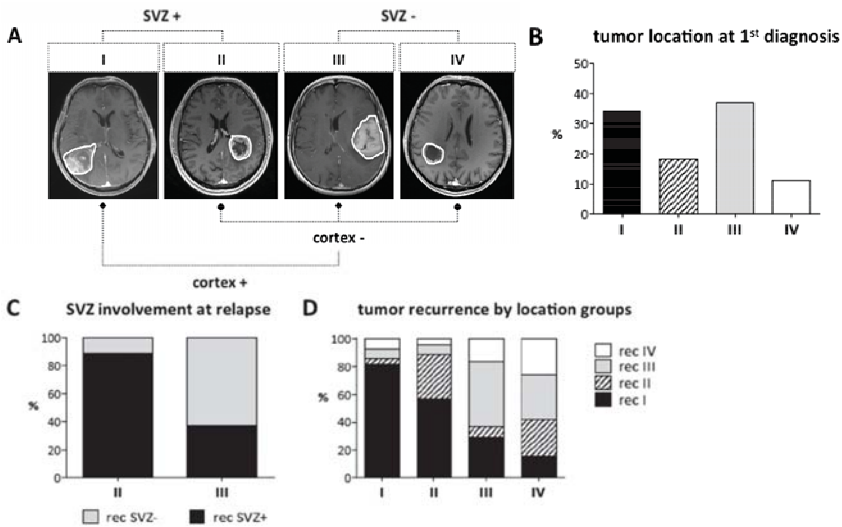 SVZ + SVZ -
A
I II III IV
cortex -
cortex +
B
tumor location at 1st diagnosis
50
40
30
20
10
0
%
I II III IV
C
SVZ involvement at relapse
100
80
60
40
20
0
%
II III
rec SVZ- rec SVZ+
D
tumor recurrence by location groups
100
80
60
40
20
0
%
I II III IV
rec IV
rec III
rec II
rec I